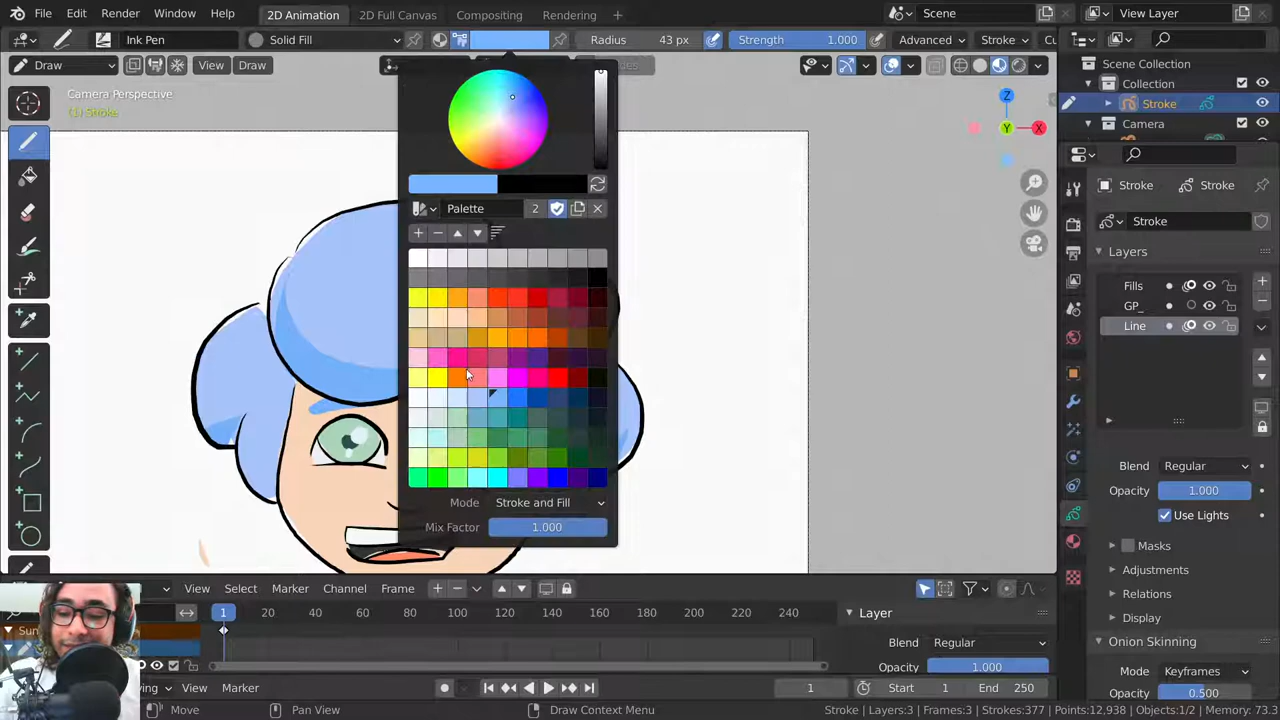 File Edit Render Window Help 2D Animation 2D Full Canvas Compositing Rendering + Scene View Layer
Ink Pen Solid Fill Radius 43 px Strength 1.000 Advanced Stroke
Draw View Draw
Camera Perspective
(1) Stroke
Z
Y X
Palette 2
Mode Stroke and Fill
Mix Factor 1.000
Scene Collection
Collection
Stroke
Camera
Stroke Stroke
Stroke
Layers
Fills
GP_
Line
Blend Regular
Opacity 1.000
Use Lights
Masks
Adjustments
Relations
Display
Onion Skinning
Mode Keyframes
Opacity 0.500
View Select Marker Channel Frame
1 20 40 60 80 100 120 140 160 180 200 220 240
Layer
Blend Regular
Opacity 1.000
View Marker
1 Start 1 End 250
Move Pan View Draw Context Menu
Stroke | Layers:3 | Frames:3 | Strokes:377 | Points:12,938 | Objects:1/2 | Memory: 73.3